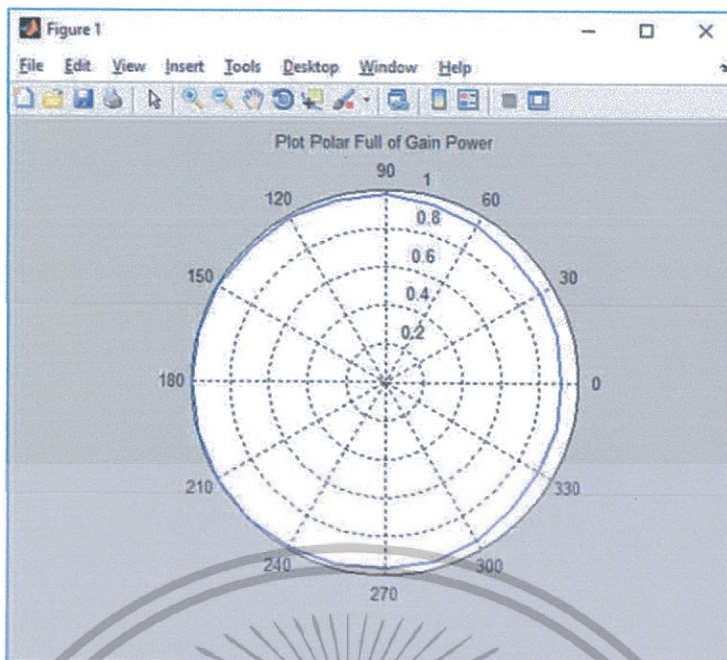 Figure 1
File Edit View Insert Tools Desktop Window Help
Plot Polar Full of Gain Power
90
120 1 60
0.8
0.6
150 0.4 30
0.2
180 0
210 330
240 300
270